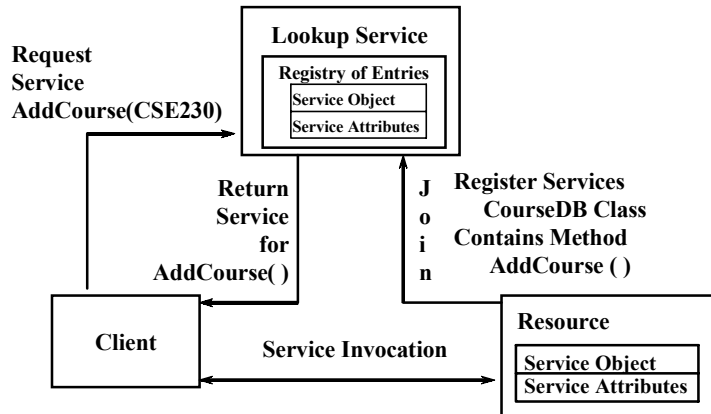 Lookup Service
Registry of Entries
Service Object
Service Attributes
Request
Service
AddCourse(CSE230)
Return
Service
for
AddCourse( )
J
o
i
n
Register Services
CourseDB Class
Contains Method
AddCourse ( )
Client
Service Invocation
Resource
Service Object
Service Attributes